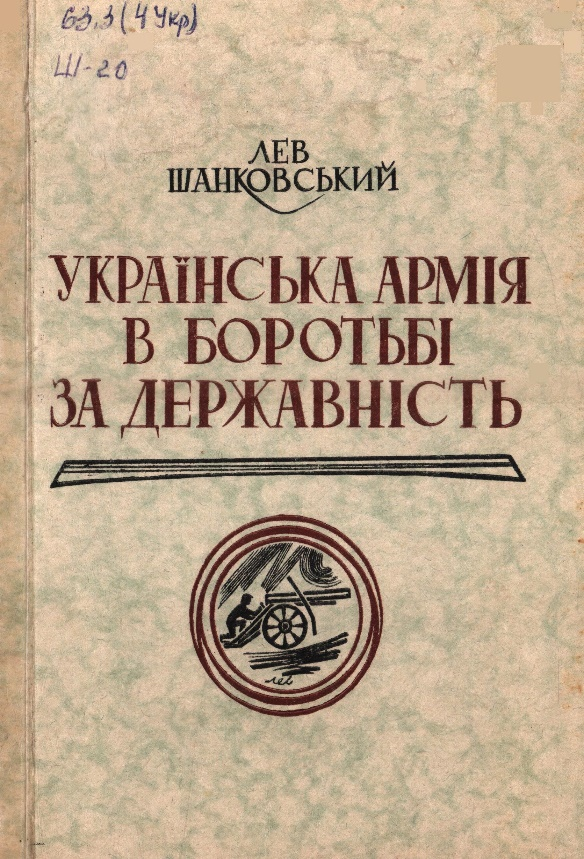 63.3(4Укр)
Ш-20
ЛЕВ
ШАНКОВСЬКИЙ
УКРАЇНСЬКА АРМІЯ
В БОРОТЬБІ
ЗА ДЕРЖАВНІСТЬ
лев